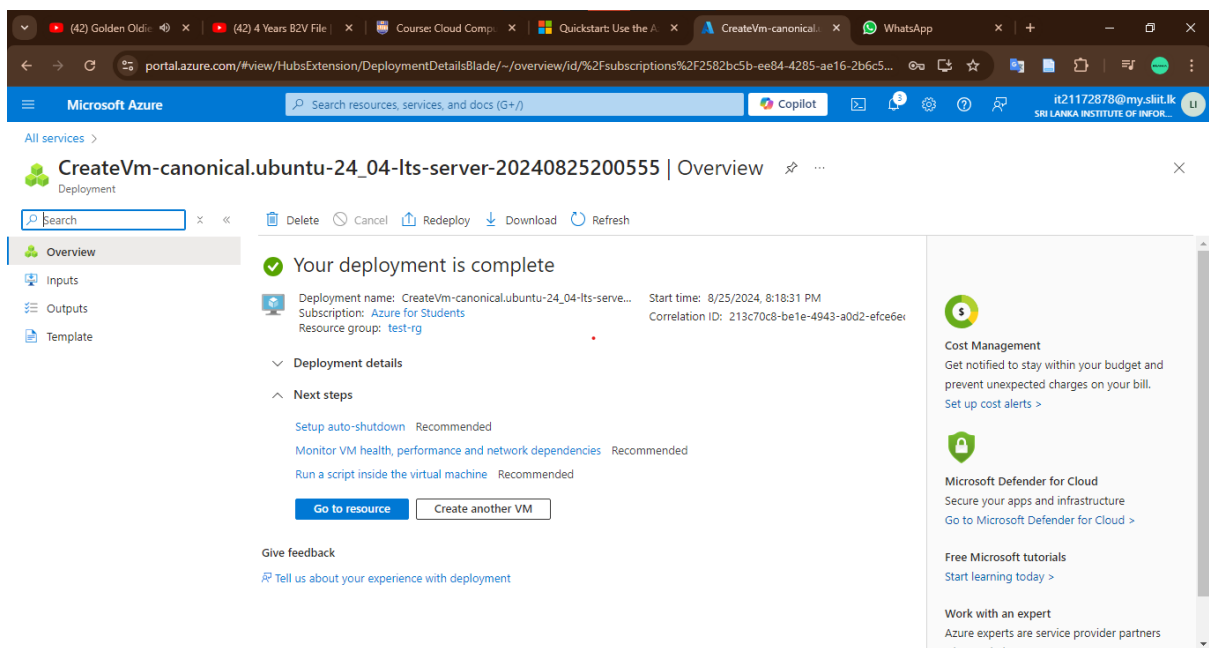 (42) Golden Oldie
(42) 4 Years B2V File |
Course: Cloud Compu
Quickstart: Use the A
CreateVm-canonical.u
WhatsApp
portal.azure.com/#view/HubsExtension/DeploymentDetailsBlade/~/overview/id/%2Fsubscriptions%2F2582bc5b-ee84-4285-ae16-2b6c5...
Microsoft Azure
Search resources, services, and docs (G+/)
Copilot
3
it21172878@my.sliit.lk
SRI LANKA INSTITUTE OF INFOR...
LI
All services >
CreateVm-canonical.ubuntu-24_04-lts-server-20240825200555 | Overview
Deployment
Search
Delete Cancel Redeploy Download Refresh
Overview
Inputs
Outputs
Template
Your deployment is complete
Deployment name: CreateVm-canonical.ubuntu-24_04-lts-serve...
Subscription: Azure for Students
Resource group: test-rg
Start time: 8/25/2024, 8:18:31 PM
Correlation ID: 213c70c8-be1e-4943-a0d2-efce6ec
Deployment details
Next steps
Setup auto-shutdown Recommended
Monitor VM health, performance and network dependencies Recommended
Run a script inside the virtual machine Recommended
Go to resource
Create another VM
Give feedback
Tell us about your experience with deployment
Cost Management
Get notified to stay within your budget and
prevent unexpected charges on your bill.
Set up cost alerts >
Microsoft Defender for Cloud
Secure your apps and infrastructure
Go to Microsoft Defender for Cloud >
Free Microsoft tutorials
Start learning today >
Work with an expert
Azure experts are service provider partners